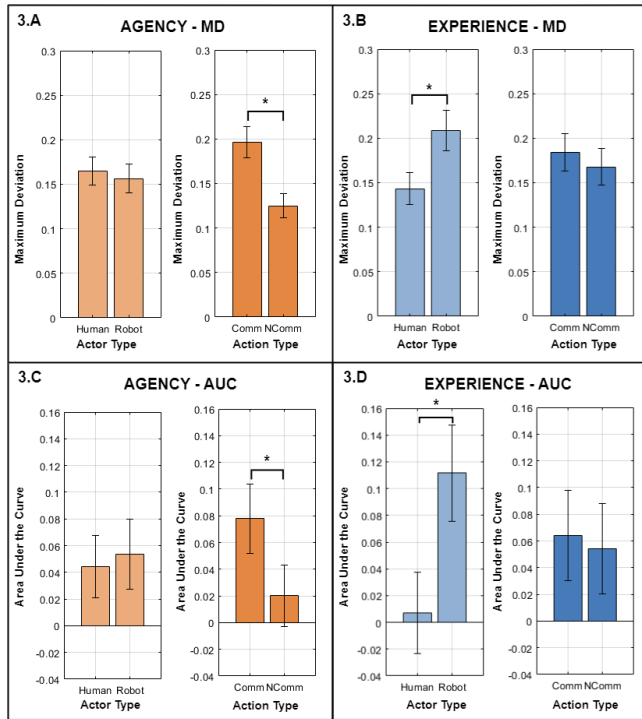 3.A
AGENCY - MD
0.3
0.25
0.2
0.15
0.1
0.05
0
Maximum Deviation
Human Robot
Actor Type
0.3
0.25
0.2
0.15
0.1
0.05
0
Maximum Deviation
*
Comm NComm
Action Type
3.B
EXPERIENCE - MD
0.3
0.25
0.2
0.15
0.1
0.05
0
Maximum Deviation
*
Human Robot
Actor Type
0.3
0.25
0.2
0.15
0.1
0.05
0
Maximum Deviation
Comm NComm
Action Type
3.C
AGENCY - AUC
0.16
0.14
0.12
0.1
0.08
0.06
0.04
0.02
0
-0.02
-0.04
Area Under the Curve
Human Robot
Actor Type
0.16
0.14
0.12
0.1
0.08
0.06
0.04
0.02
0
-0.02
-0.04
Area Under the Curve
*
Comm NComm
Action Type
3.D
EXPERIENCE - AUC
0.16
0.14
0.12
0.1
0.08
0.06
0.04
0.02
0
-0.02
-0.04
Area Under the Curve
*
Human Robot
Actor Type
0.16
0.14
0.12
0.1
0.08
0.06
0.04
0.02
0
-0.02
-0.04
Area Under the Curve
Comm NComm
Action Type